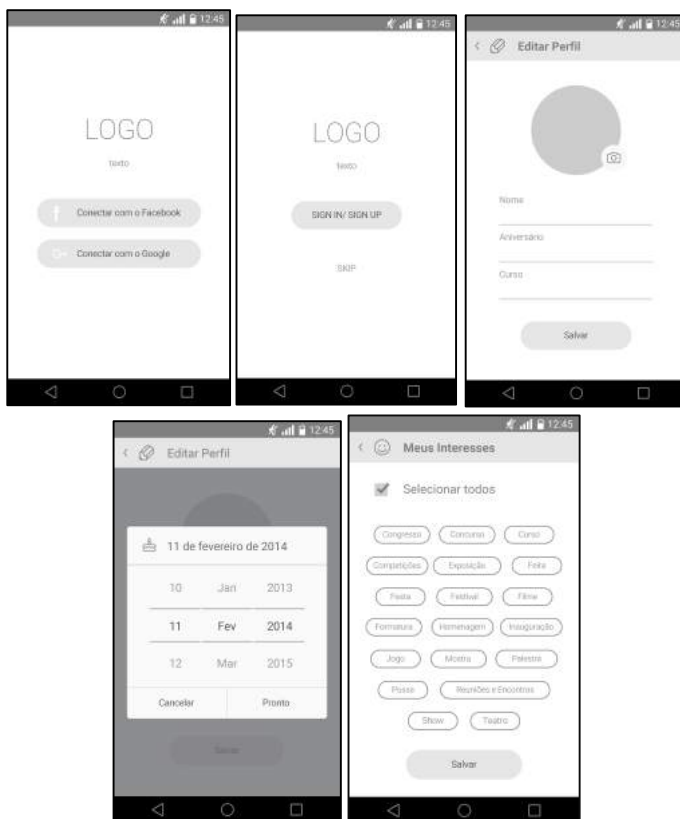 12:45
LOGO
texto
Conectar com o Facebook
Conectar com o Google
12:45
LOGO
texto
SIGN IN/ SIGN UP
SKIP
12:45
Editar Perfil
Nome
Aniversário
Curso
Salvar
12:45
Editar Perfil
11 de fevereiro de 2014
10 Jan 2013
11 Fev 2014
12 Mar 2015
Cancelar Pronto
Salvar
12:45
Meus Interesses
Selecionar todos
Congresso Concurso Curso
Competições Exposição Feira
Festa Festival Filme
Formatura Homenagem Inauguração
Jogo Mostra Palestra
Reuniões e Encontros
Show Teatro
Salvar